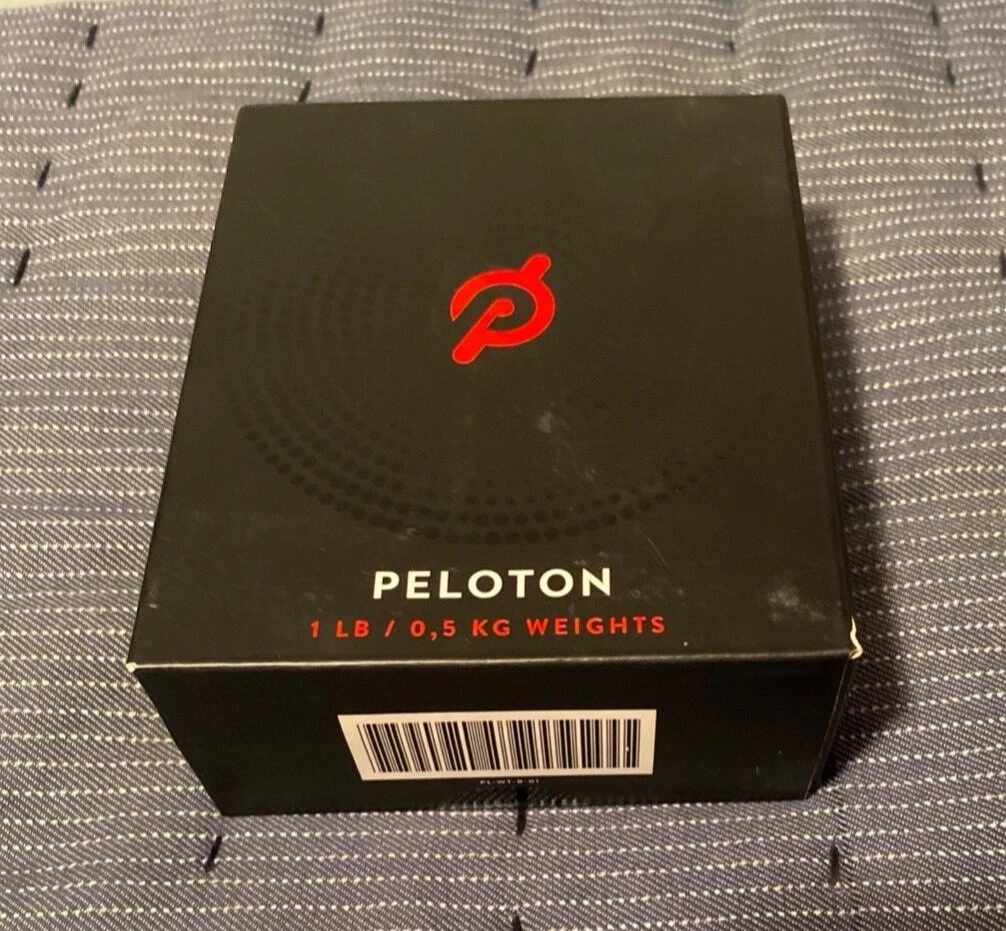 PELOTON
1 LB / 0,5 KG WEIGHTS